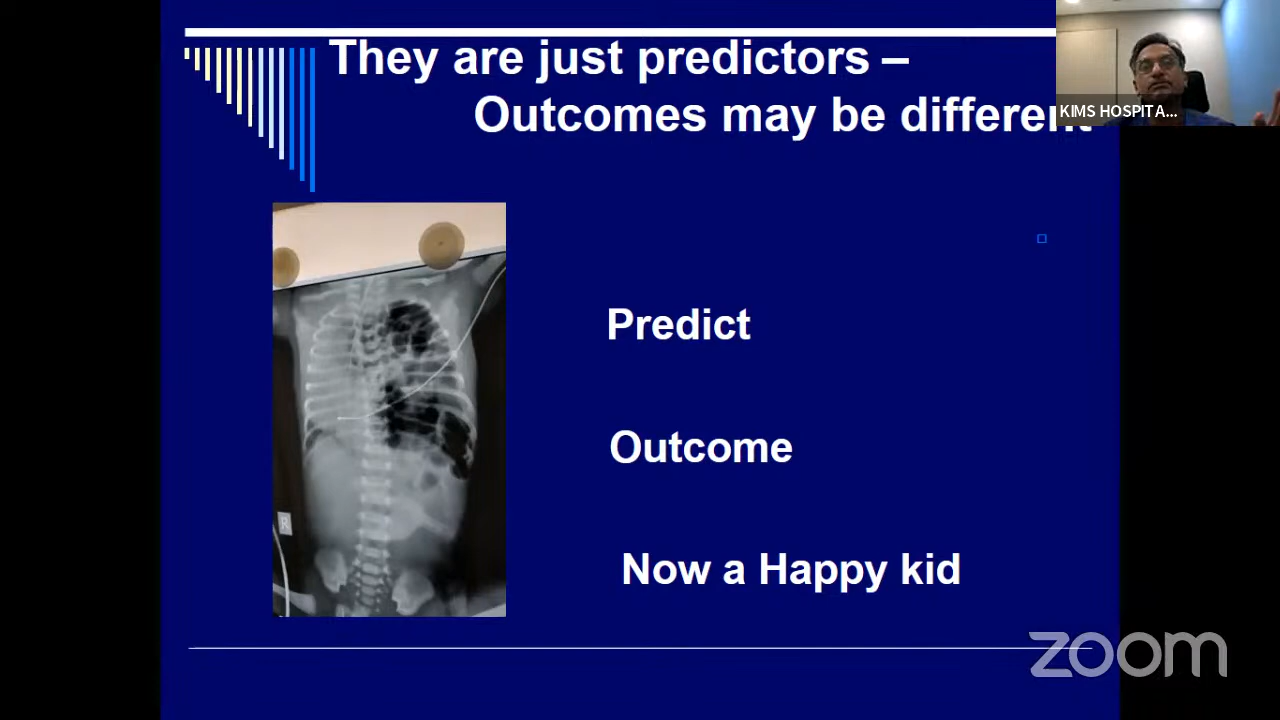 They are just predictors –
Outcomes may be different
KIMS HOSPITA...
Predict
Outcome
Now a Happy kid
R
zoom